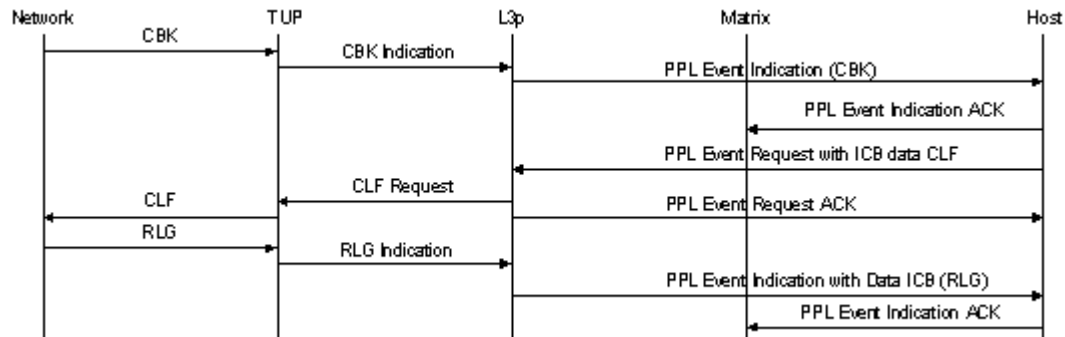 Network TUP L3p Matrix Host
CBK
CBK Indication
PPL Event Indication (CBK)
PPL Event Indication ACK
PPL Event Request with ICB data CLF
CLF Request
CLF
PPL Event Request ACK
RLG
RLG Indication
PPL Event Indication with Data ICB (RLG)
PPL Event Indication ACK